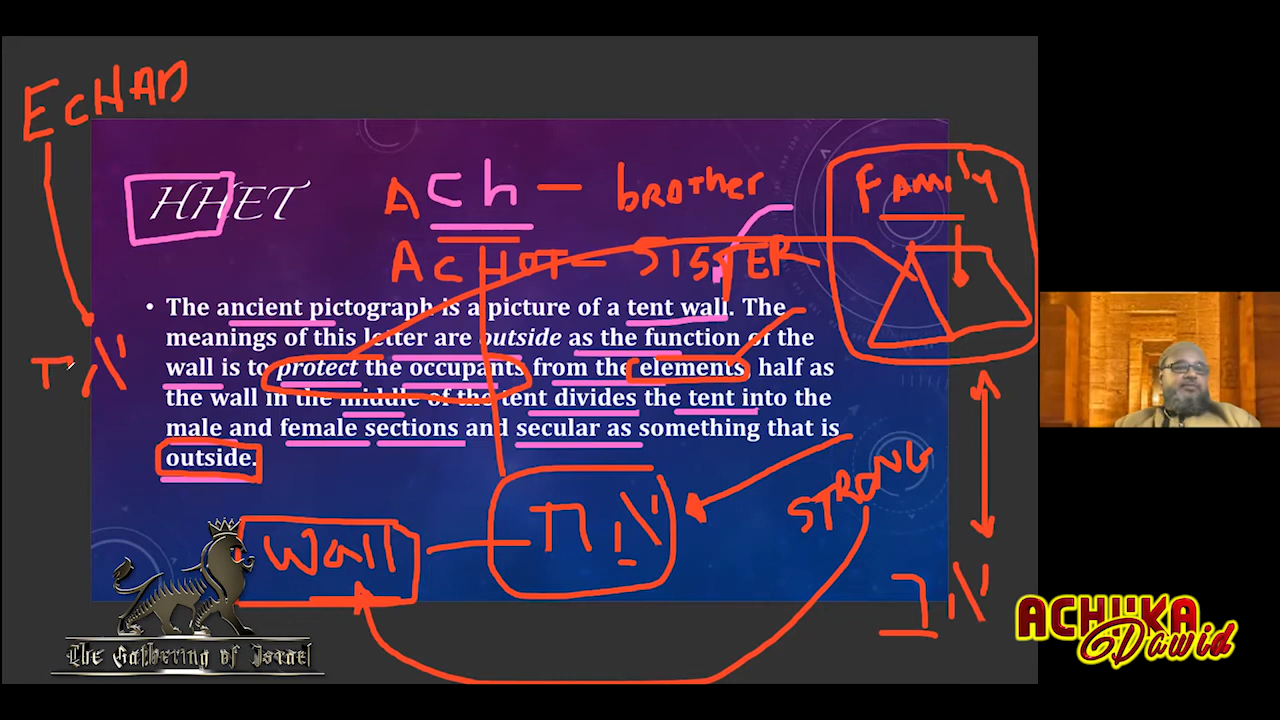 ECHAD
HHET
ACh — brother
ACHOT — SISTER
FAMilY
• The ancient pictograph is a picture of a tent wall. The
meanings of this letter are outside as the function of the
wall is to protect the occupants from the elements, half as
the wall in the middle of the tent divides the tent into the
male and female sections and secular as something that is
outside.
STRONG
Wall
The Gathering of Israel
ACHIIKA
Dawid